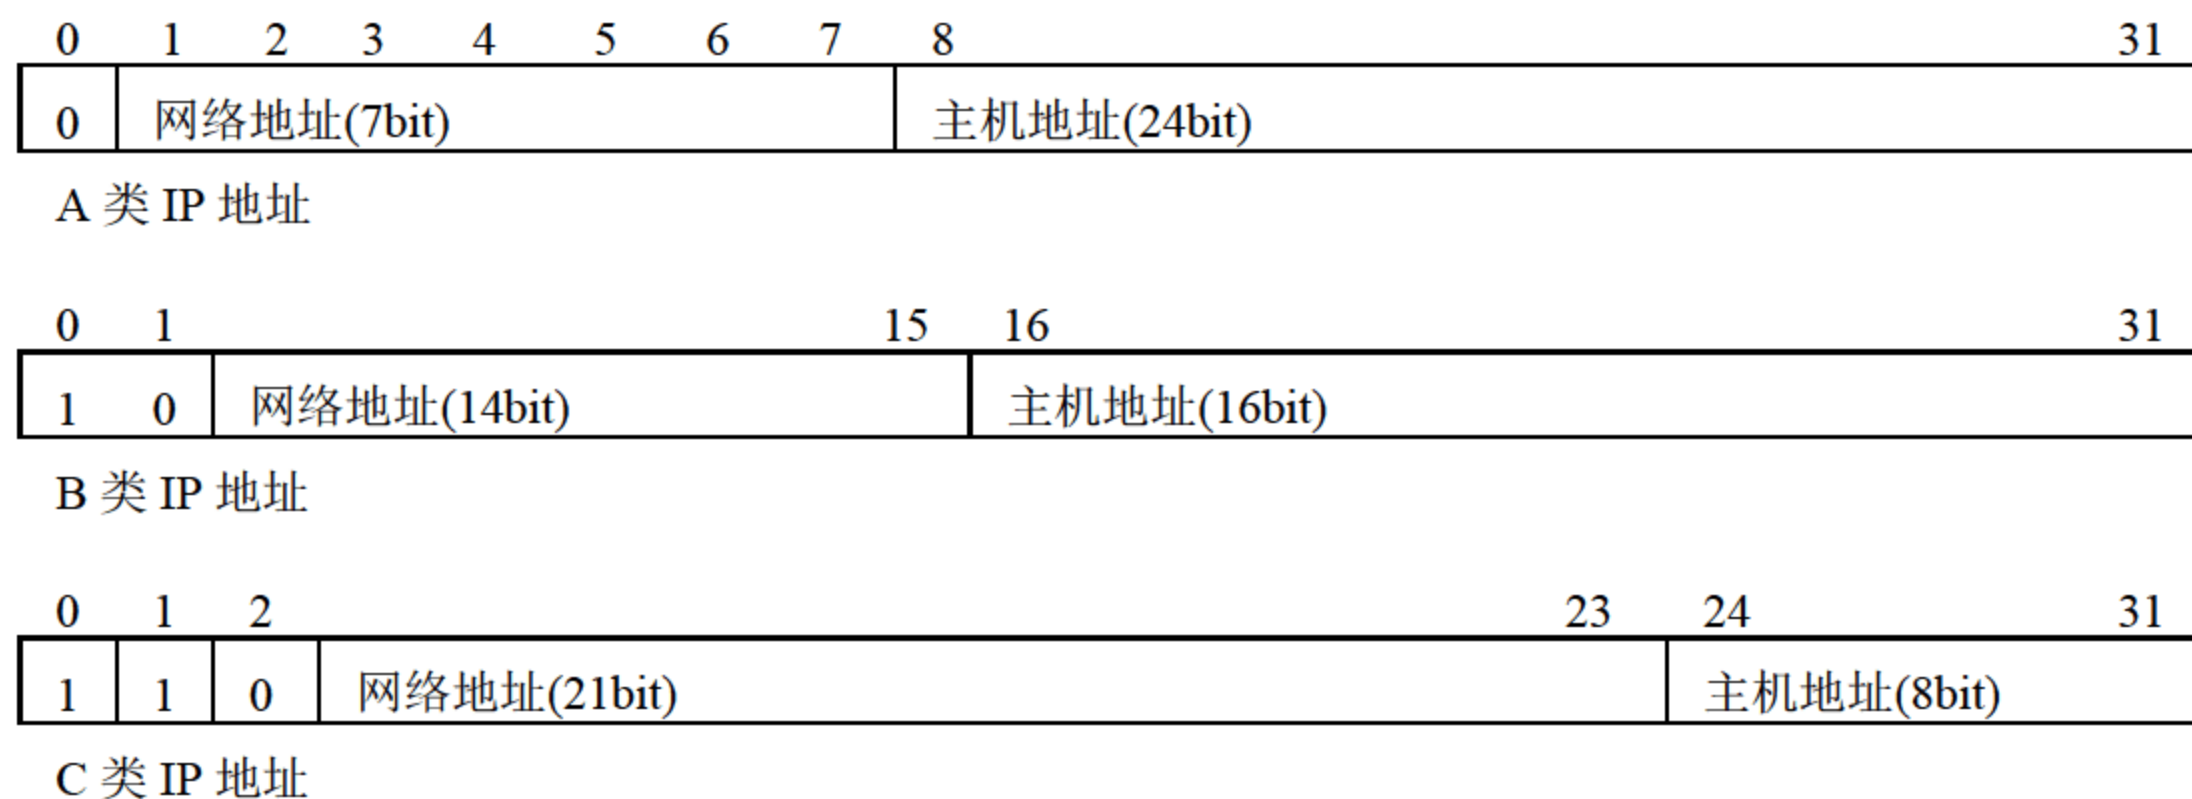 0 1 2 3 4 5 6 7 8 31
0 网络地址(7bit) 主机地址(24bit)
A 类 IP 地址
0 1 15 16 31
1 0 网络地址(14bit) 主机地址(16bit)
B 类 IP 地址
0 1 2 23 24 31
1 1 0 网络地址(21bit) 主机地址(8bit)
C 类 IP 地址